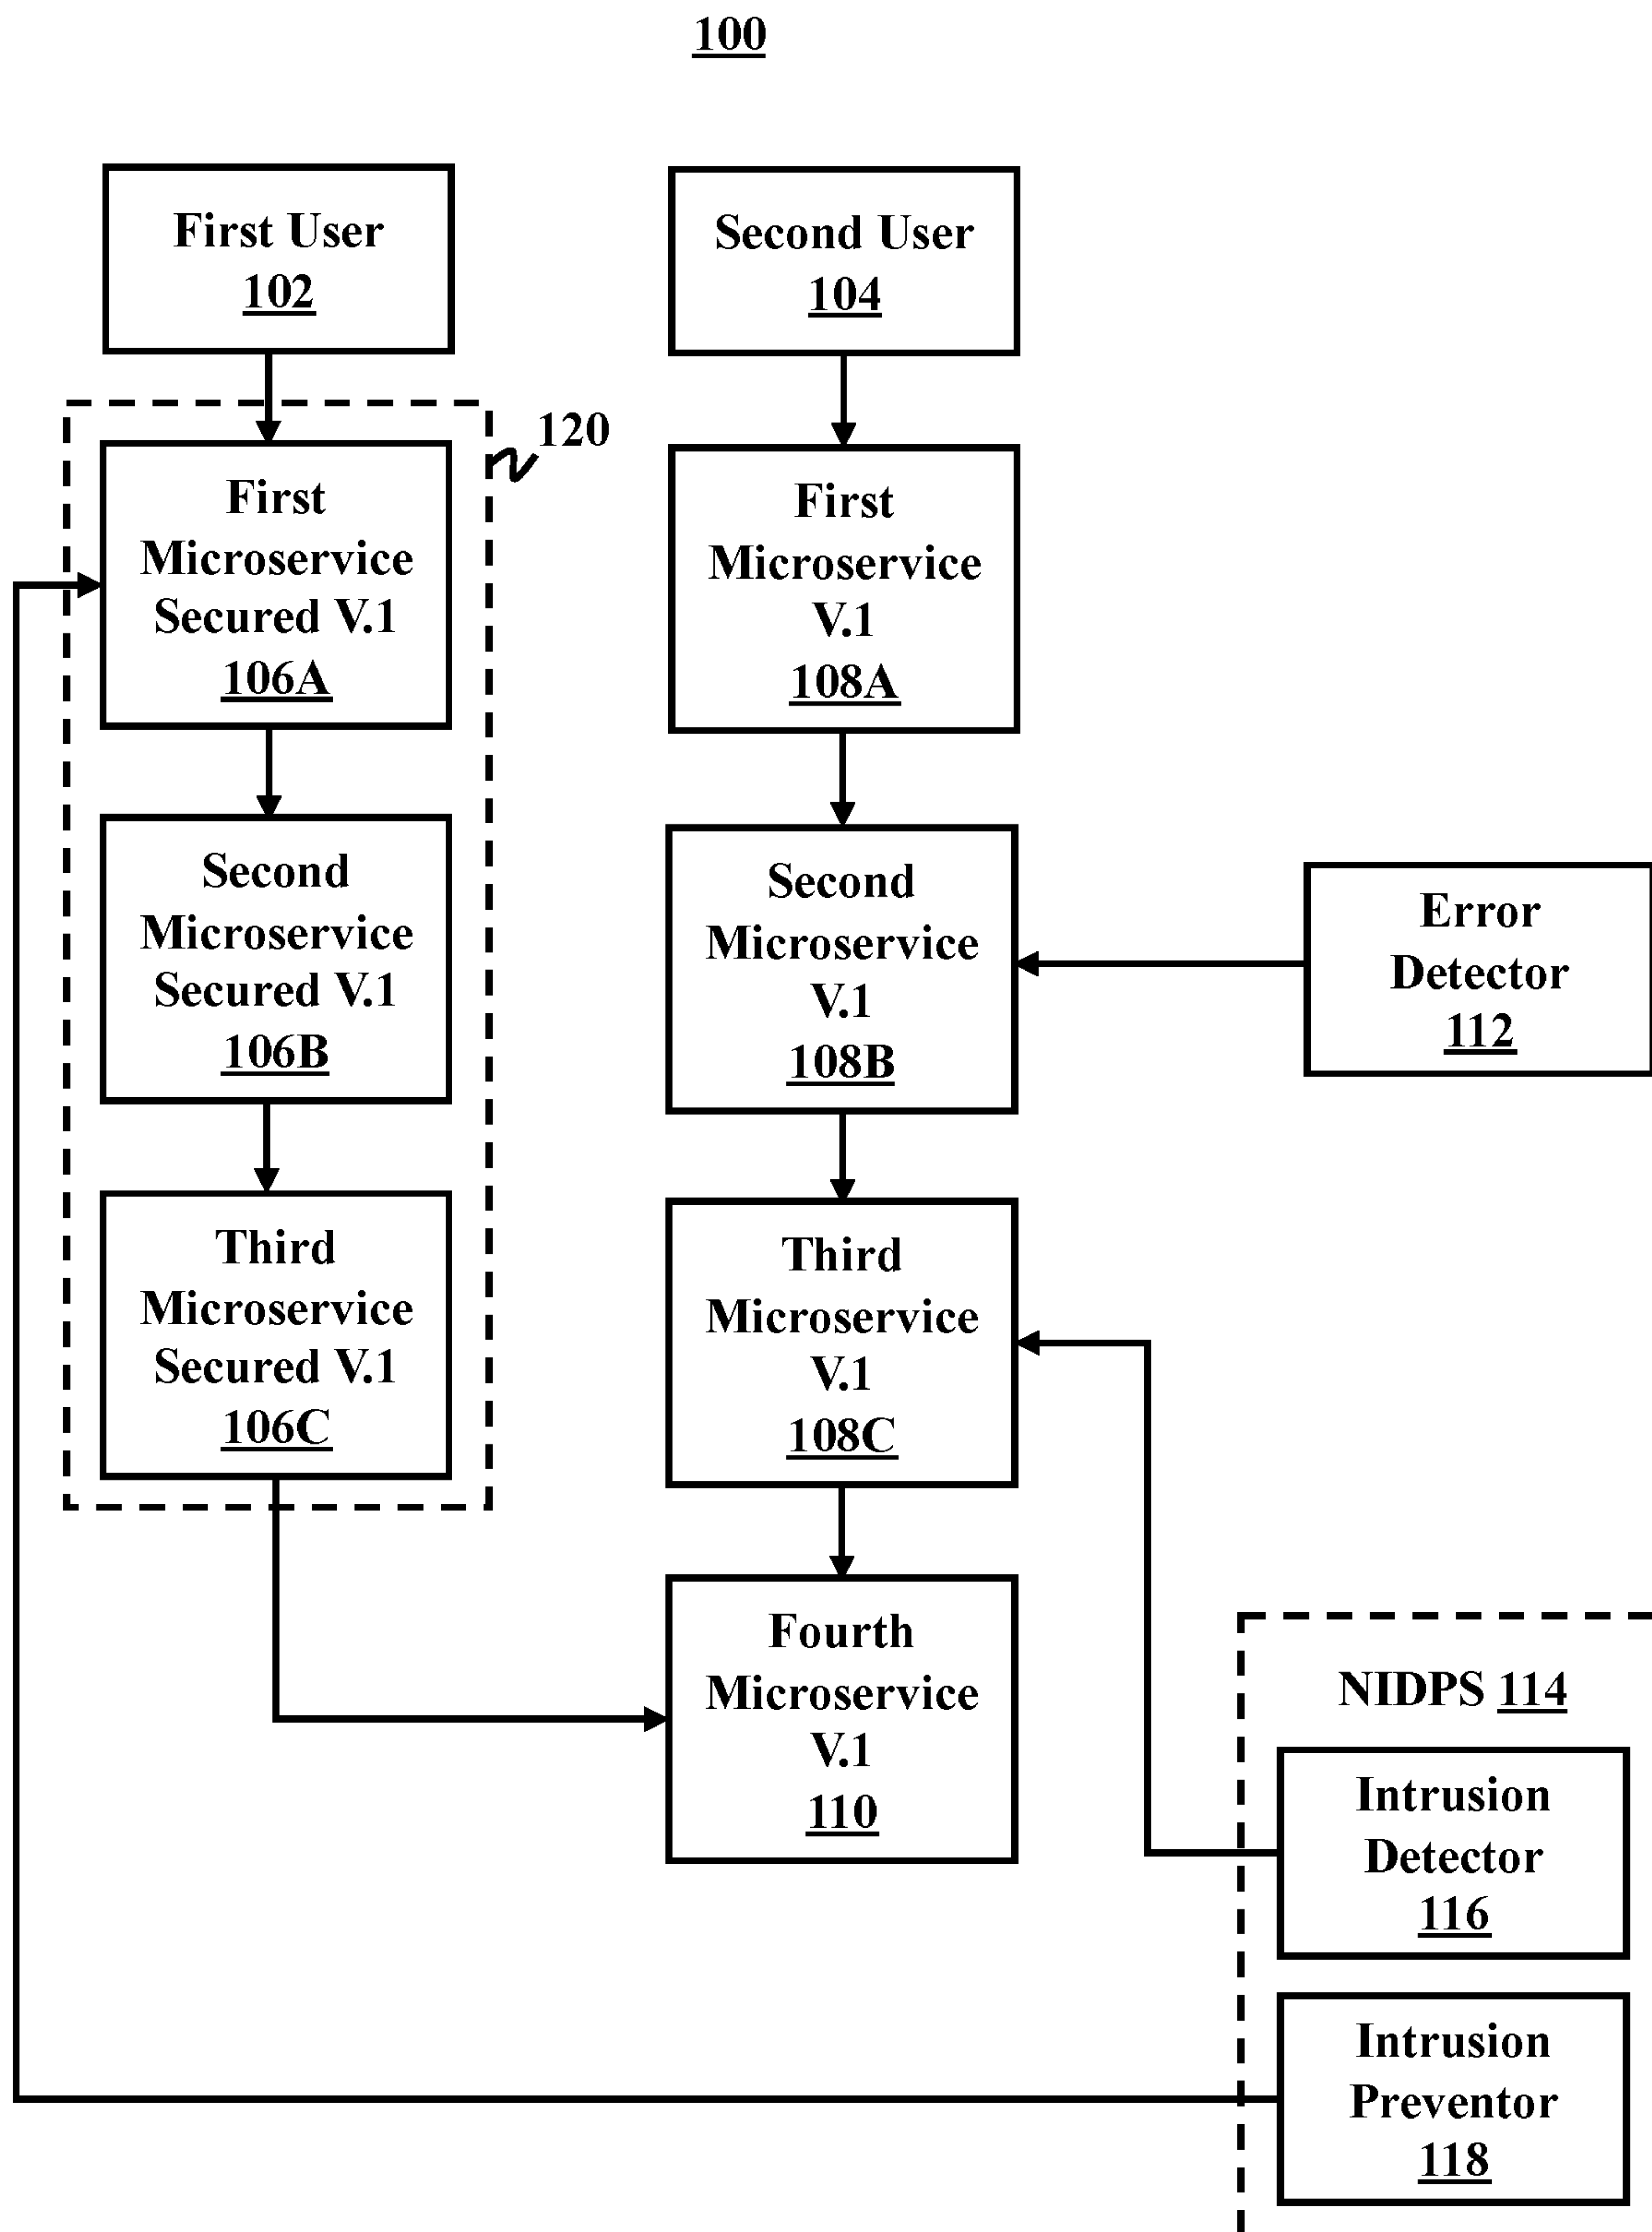 100
First User
102
Second User
104
120
First
Microservice
Secured V.1
106A
First
Microservice
V.1
108A
Second
Microservice
Secured V.1
106B
Second
Microservice
V.1
108B
Error
Detector
112
Third
Microservice
Secured V.1
106C
Third
Microservice
V.1
108C
Fourth
Microservice
V.1
110
NIDPS 114
Intrusion
Detector
116
Intrusion
Preventor
118